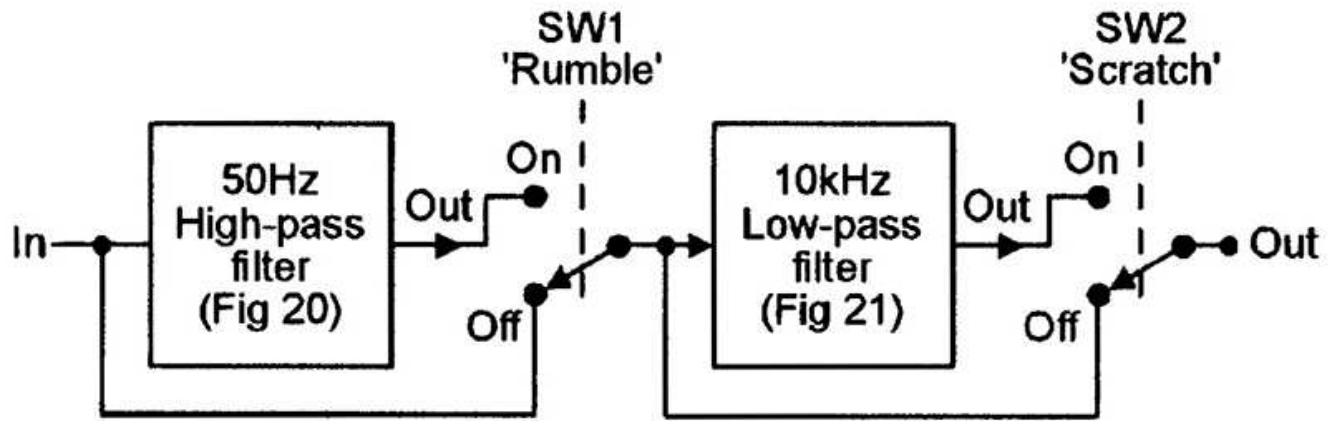 SW1
'Rumble'
SW2
'Scratch'
In
50Hz
High-pass
filter
(Fig 20)
Out
On
Off
10kHz
Low-pass
filter
(Fig 21)
Out
On
Off
Out